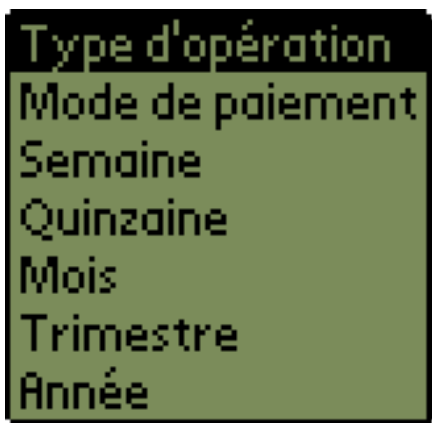 Type d'opération
Mode de paiement
Semaine
Quinzaine
Mois
Trimestre
Année